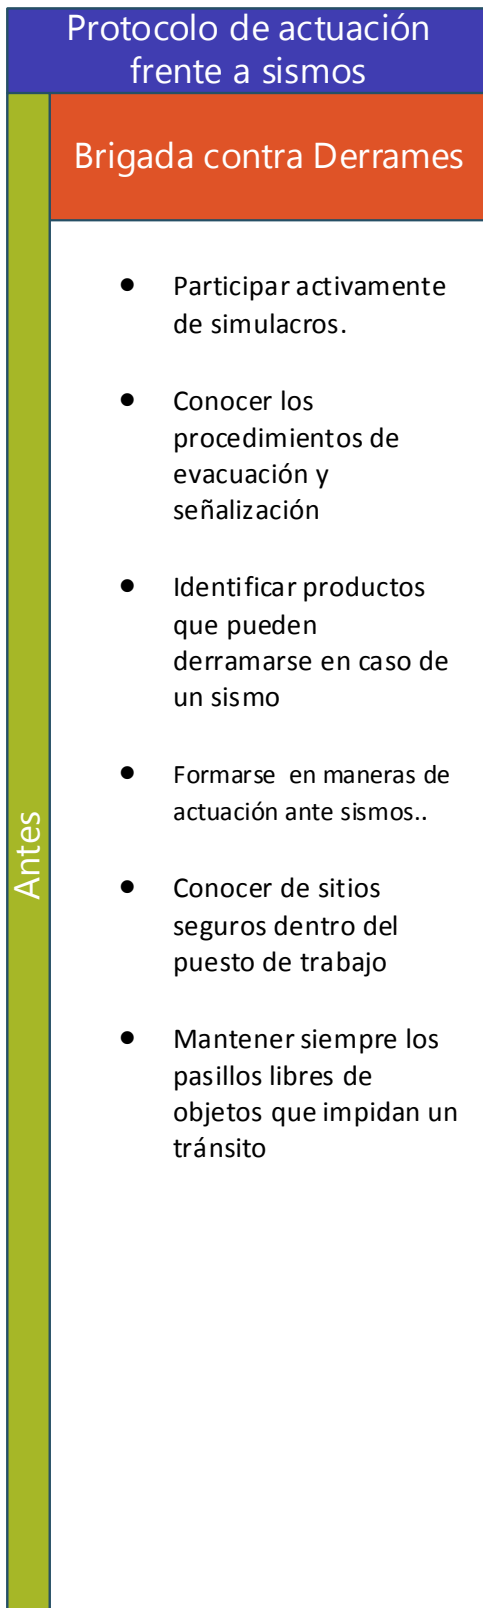 Protocolo de actuación
frente a sismos
Brigada contra Derrames
Antes
• Participar activamente
de simulacros.
• Conocer los
procedimientos de
evacuación y
señalización
• Identificar productos
que pueden
derramarse en caso de
un sismo
• Formarse en maneras de
actuación ante sismos..
• Conocer de sitios
seguros dentro del
puesto de trabajo
• Mantener siempre los
pasillos libres de
objetos que impidan un
tránsito